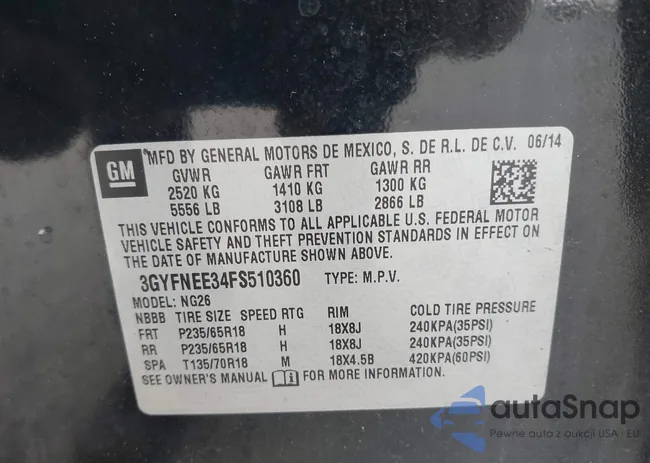 GM *MFD BY GENERAL MOTORS DE MEXICO, S. DE R.L. DE C.V. 06/14
GVWR GAWR FRT GAWR RR
2520 KG 1410 KG 1300 KG
5556 LB 3108 LB 2866 LB
THIS VEHICLE CONFORMS TO ALL APPLICABLE U.S. FEDERAL MOTOR
VEHICLE SAFETY AND THEFT PREVENTION STANDARDS IN EFFECT ON
THE DATE OF MANUFACTURE SHOWN ABOVE.
3GYFNEE34FS510360 TYPE: M.P.V.
MODEL: NG26
NBBB TIRE SIZE SPEED RTG RIM COLD TIRE PRESSURE
FRT P235/65R18 H 18X8J 240KPA(35PSI)
RR P235/65R18 H 18X8J 240KPA(35PSI)
SPA T135/70R18 M 18X4.5B 420KPA(60PSI)
SEE OWNER'S MANUAL FOR MORE INFORMATION.
autoSnap
Pewne auta z aukcji USA i EU